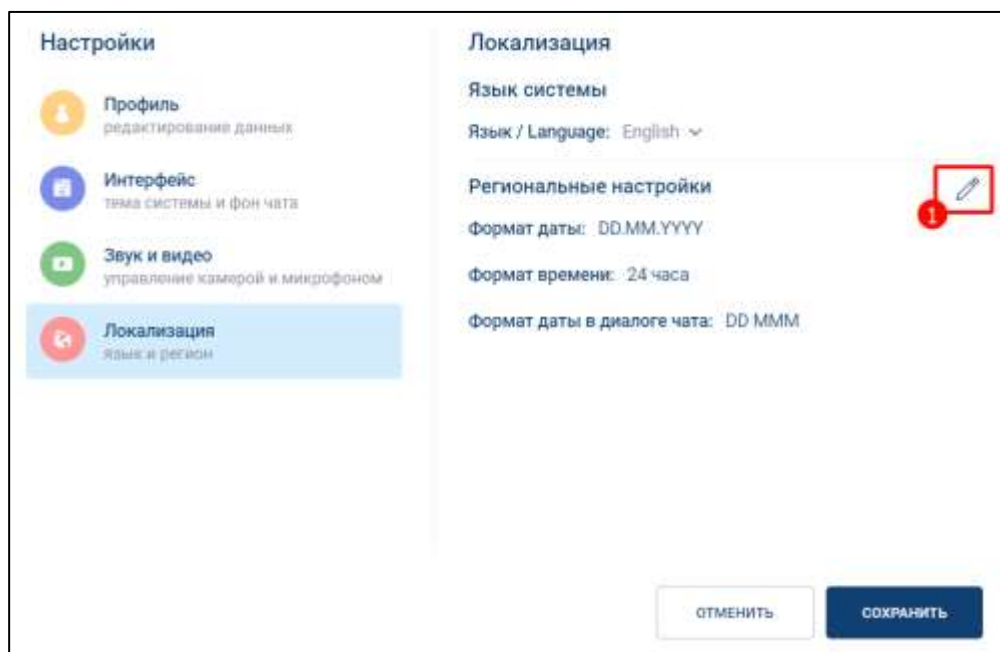 Настройки
Профиль
редактирование данных
Интерфейс
тема системы и фон чата
Звук и видео
управление камерой и микрофоном
Локализация
язык и регион
Локализация
Язык системы
Язык / Language: English
Региональные настройки
1
Формат даты: DD.MM.YYYY
Формат времени: 24 часа
Формат даты в диалоге чата: DD MMM
ОТМЕНИТЬ
СОХРАНИТЬ